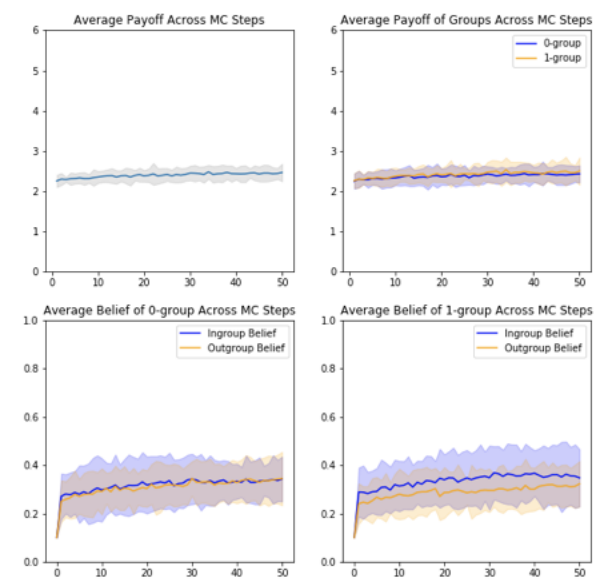 Average Payoff Across MC Steps
6
5
4
3
2
1
0
0 10 20 30 40 50
Average Payoff of Groups Across MC Steps
0-group
1-group
6
5
4
3
2
1
0
0 10 20 30 40 50
Average Belief of 0-group Across MC Steps
Ingroup Belief
Outgroup Belief
1.0
0.8
0.6
0.4
0.2
0.0
0 10 20 30 40 50
Average Belief of 1-group Across MC Steps
Ingroup Belief
Outgroup Belief
1.0
0.8
0.6
0.4
0.2
0.0
0 10 20 30 40 50